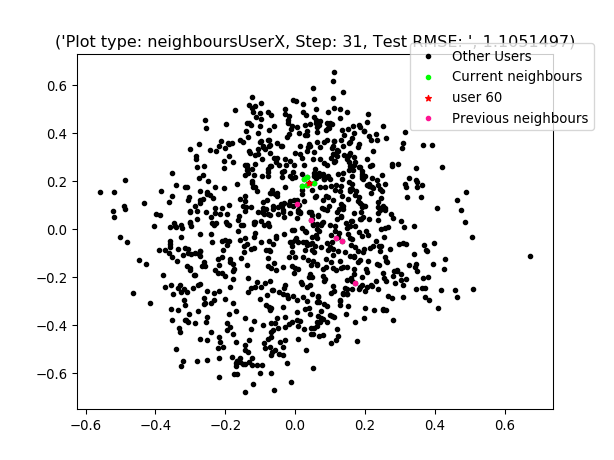 ('Plot type: neighboursUserX, Step: 31, Test RMSE: ', 1.1051497)
Other Users
Current neighbours
user 60
Previous neighbours
0.6
0.4
0.2
0.0
−0.2
−0.4
−0.6
−0.6 −0.4 −0.2 0.0 0.2 0.4 0.6